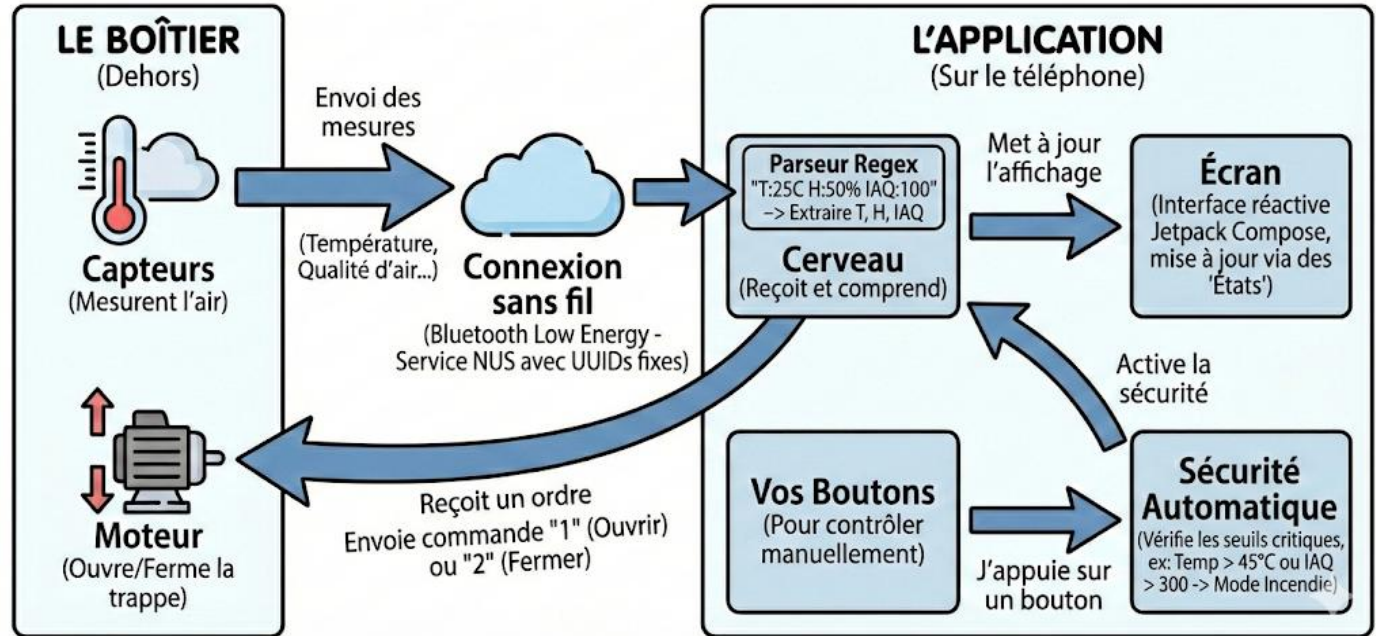 LE BOÎTIER
(Dehors)
Capteurs
(Mesurent l'air)
Moteur
(Ouvre/Ferme la
trappe)
Envoi des
mesures
(Température,
Qualité d'air...)
Connexion
sans fil
(Bluetooth Low Energy -
Service NUS avec UUIDs fixes)
Reçoit un ordre
Envoie commande "1" (Ouvrir)
ou "2" (Fermer)
L'APPLICATION
(Sur le téléphone)
Parseur Regex
"T:25C H:50% IAQ:100"
–> Extraire T, H, IAQ
Cerveau
(Reçoit et comprend)
Met à jour
l'affichage
Écran
(Interface réactive
Jetpack Compose,
mise à jour via des
'États')
Active la
sécurité
Vos Boutons
(Pour contrôler
manuellement)
J'appuie sur
un bouton
Sécurité
Automatique
(Vérifie les seuils critiques,
ex: Temp > 45°C ou IAQ
> 300 -> Mode Incendie)